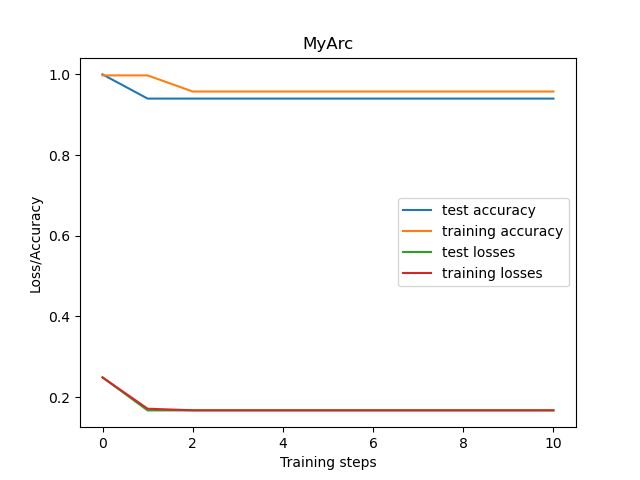 MyArc
1.0
0.8
0.6
0.4
0.2
Loss/Accuracy
test accuracy
training accuracy
test losses
training losses
0 2 4 6 8 10
Training steps